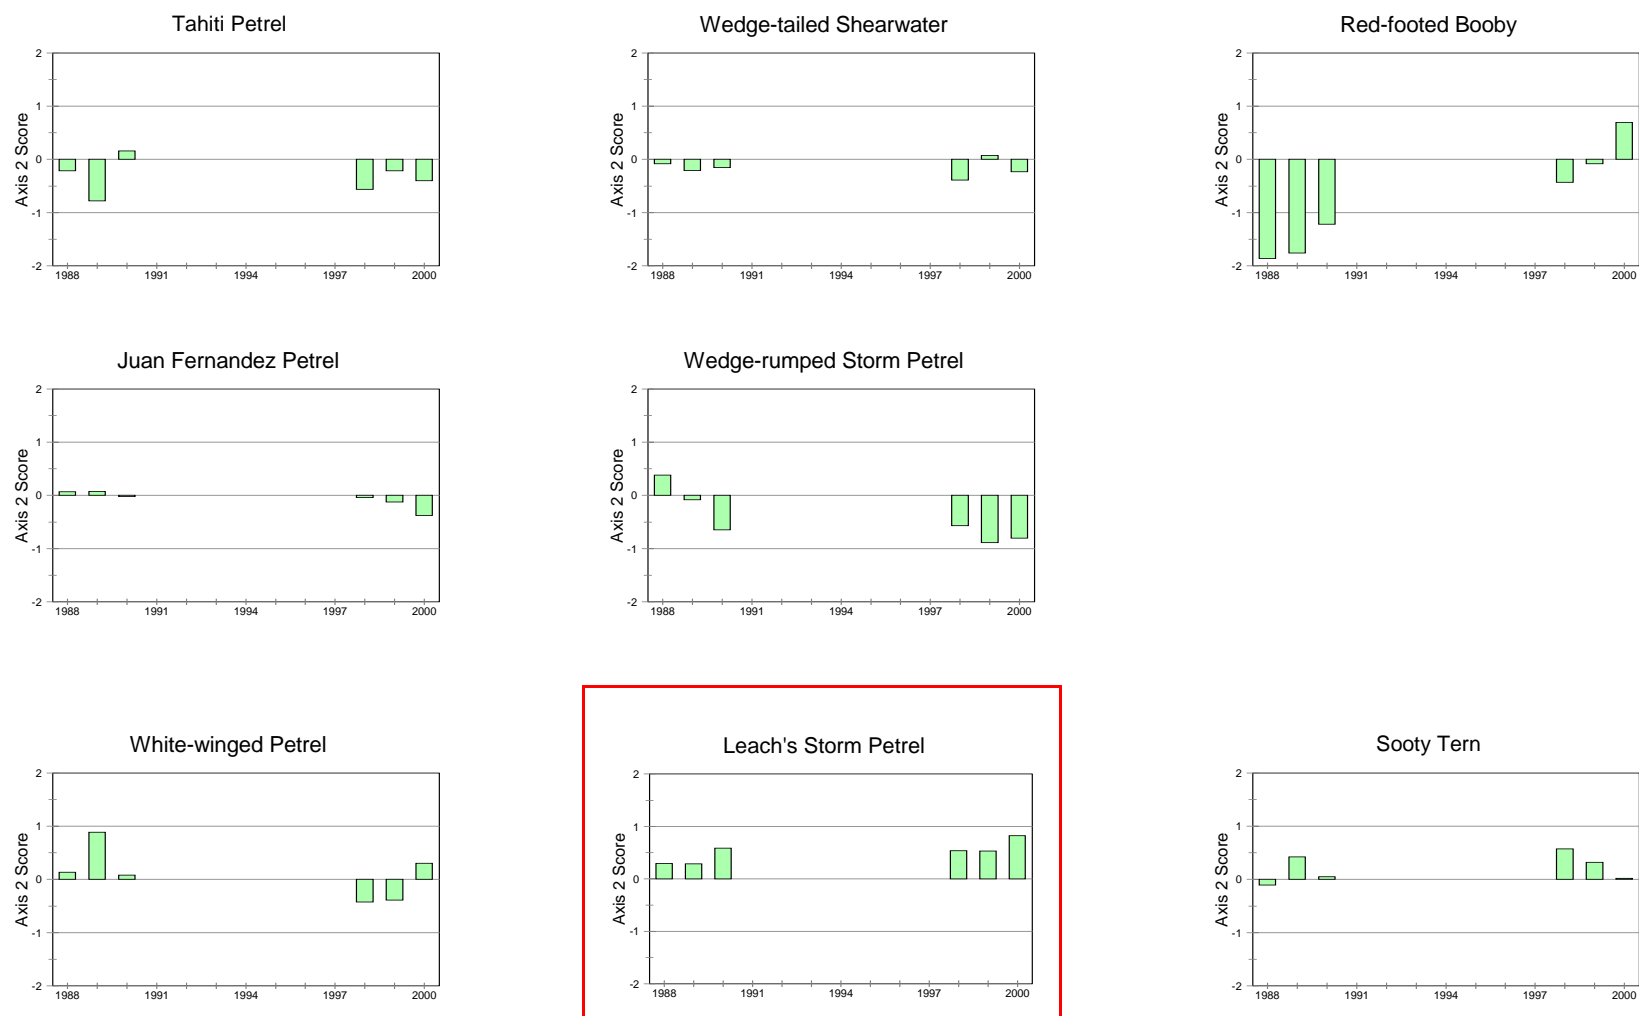 Tahiti Petrel
2
1
0
-1
-2
Axis 2 Score
1988 1991 1994 1997 2000
Wedge-tailed Shearwater
2
1
0
-1
-2
Axis 2 Score
1988 1991 1994 1997 2000
Red-footed Booby
2
1
0
-1
-2
Axis 2 Score
1988 1991 1994 1997 2000
Juan Fernandez Petrel
2
1
0
-1
-2
Axis 2 Score
1988 1991 1994 1997 2000
Wedge-rumped Storm Petrel
2
1
0
-1
-2
Axis 2 Score
1988 1991 1994 1997 2000
White-winged Petrel
2
1
0
-1
-2
Axis 2 Score
1988 1991 1994 1997 2000
Leach's Storm Petrel
2
1
0
-1
-2
Axis 2 Score
1988 1991 1994 1997 2000
Sooty Tern
2
1
0
-1
-2
Axis 2 Score
1988 1991 1994 1997 2000